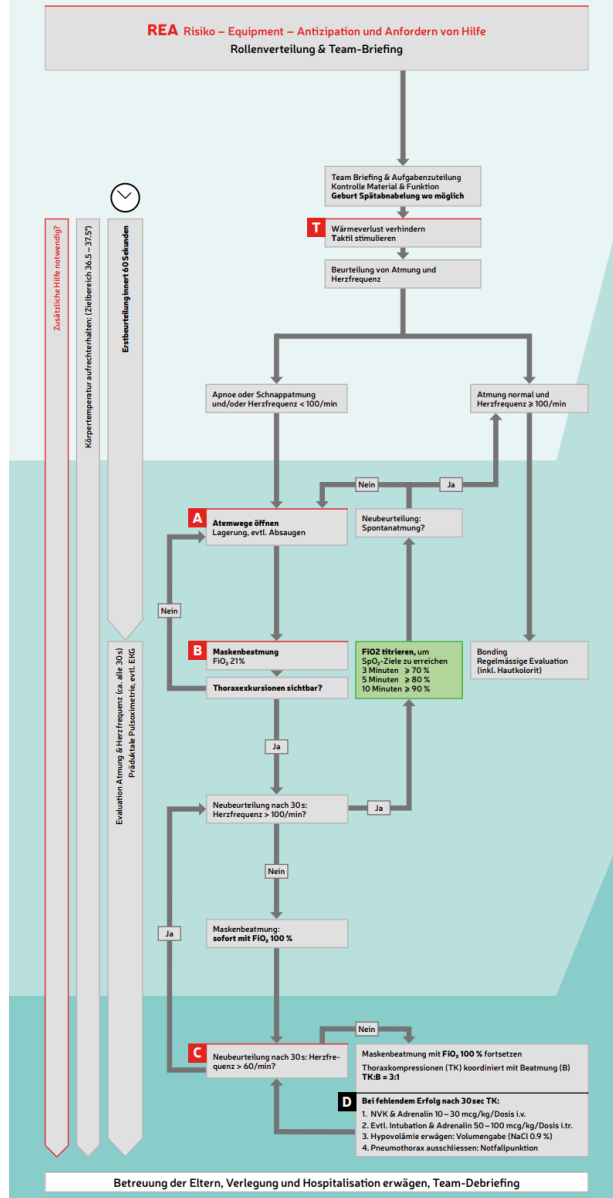 REA Risiko – Equipment – Antizipation und Anfordern von Hilfe
Rollenverteilung & Team-Briefing
Team Briefing & Aufgabenzuteilung
Kontrolle Material & Funktion
Geburt Spätabnabelung wo möglich
T
Wärmeverlust verhindern
Taktil stimulieren
Beurteilung von Atmung und
Herzfrequenz
Zusätzliche Hilfe notwendig?
Körpertemperatur aufrechterhalten: (Zielbereich 36.5 – 37.5°)
Erstbeurteilung innert 60 Sekunden
Evaluation Atmung & Herzfrequenz (ca. alle 30 s)
Präduktale Pulsoximetrie, evtl. EKG
Apnoe oder Schnappatmung
und/oder Herzfrequenz < 100/min
Atmung normal und
Herzfrequenz ⩾ 100/min
Nein
Ja
A
Atemwege öffnen
Lagerung, evtl. Absaugen
Neubeurteilung:
Spontanatmung?
Nein
B
Maskenbeatmung
FiO₂ 21%
Thoraxexkursionen sichtbar?
FiO2 titrieren, um
SpO₂-Ziele zu erreichen
3 Minuten ⩾ 70 %
5 Minuten ⩾ 80 %
10 Minuten ⩾ 90 %
Bonding
Regelmässige Evaluation
(inkl. Hautkolorit)
Ja
Neubeurteilung nach 30 s:
Herzfrequenz > 100/min?
Ja
Nein
Ja
Maskenbeatmung:
sofort mit FiO₂ 100 %
Nein
C
Neubeurteilung nach 30 s: Herzfre-
quenz > 60/min?
Maskenbeatmung mit FiO₂ 100 % fortsetzen
Thoraxkompressionen (TK) koordiniert mit Beatmung (B)
TK:B = 3:1
D
Bei fehlendem Erfolg nach 30 sec TK:
1. NVK & Adrenalin 10 – 30 mcg/kg/Dosis i.v.
2. Evtl. Intubation & Adrenalin 50 – 100 mcg/kg/Dosis i.tr.
3. Hypovolämie erwägen: Volumengabe (NaCl 0.9 %)
4. Pneumothorax ausschliessen: Notfallpunktion
Betreuung der Eltern, Verlegung und Hospitalisation erwägen, Team-Debriefing